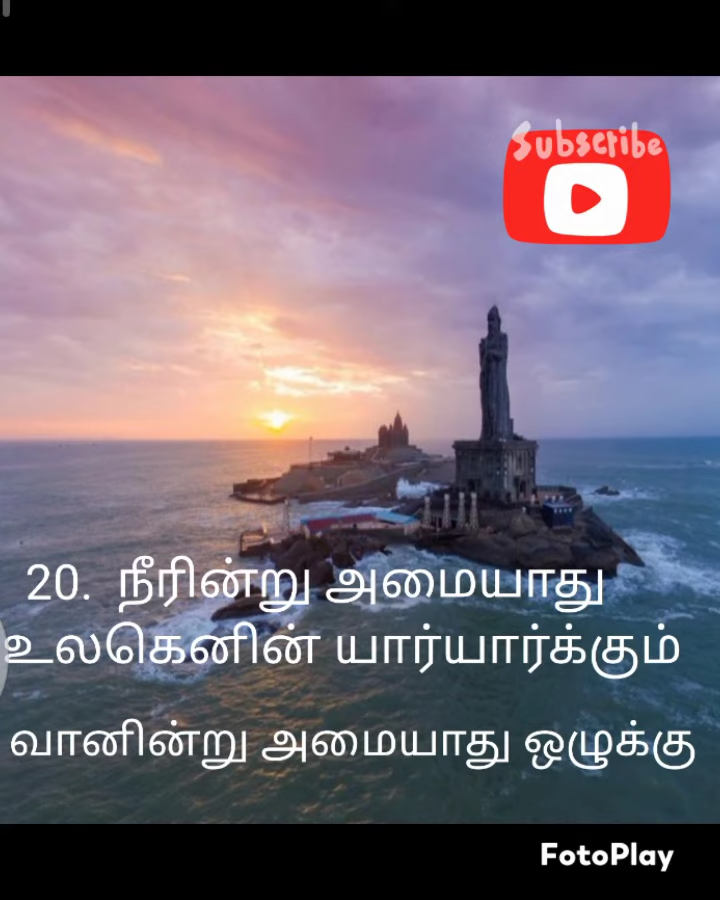 Subscribe
20. நீரின்று அமையாது
உலகெனின் யார்யார்க்கும்
வானின்று அமையாது ஒழுக்கு
FotoPlay